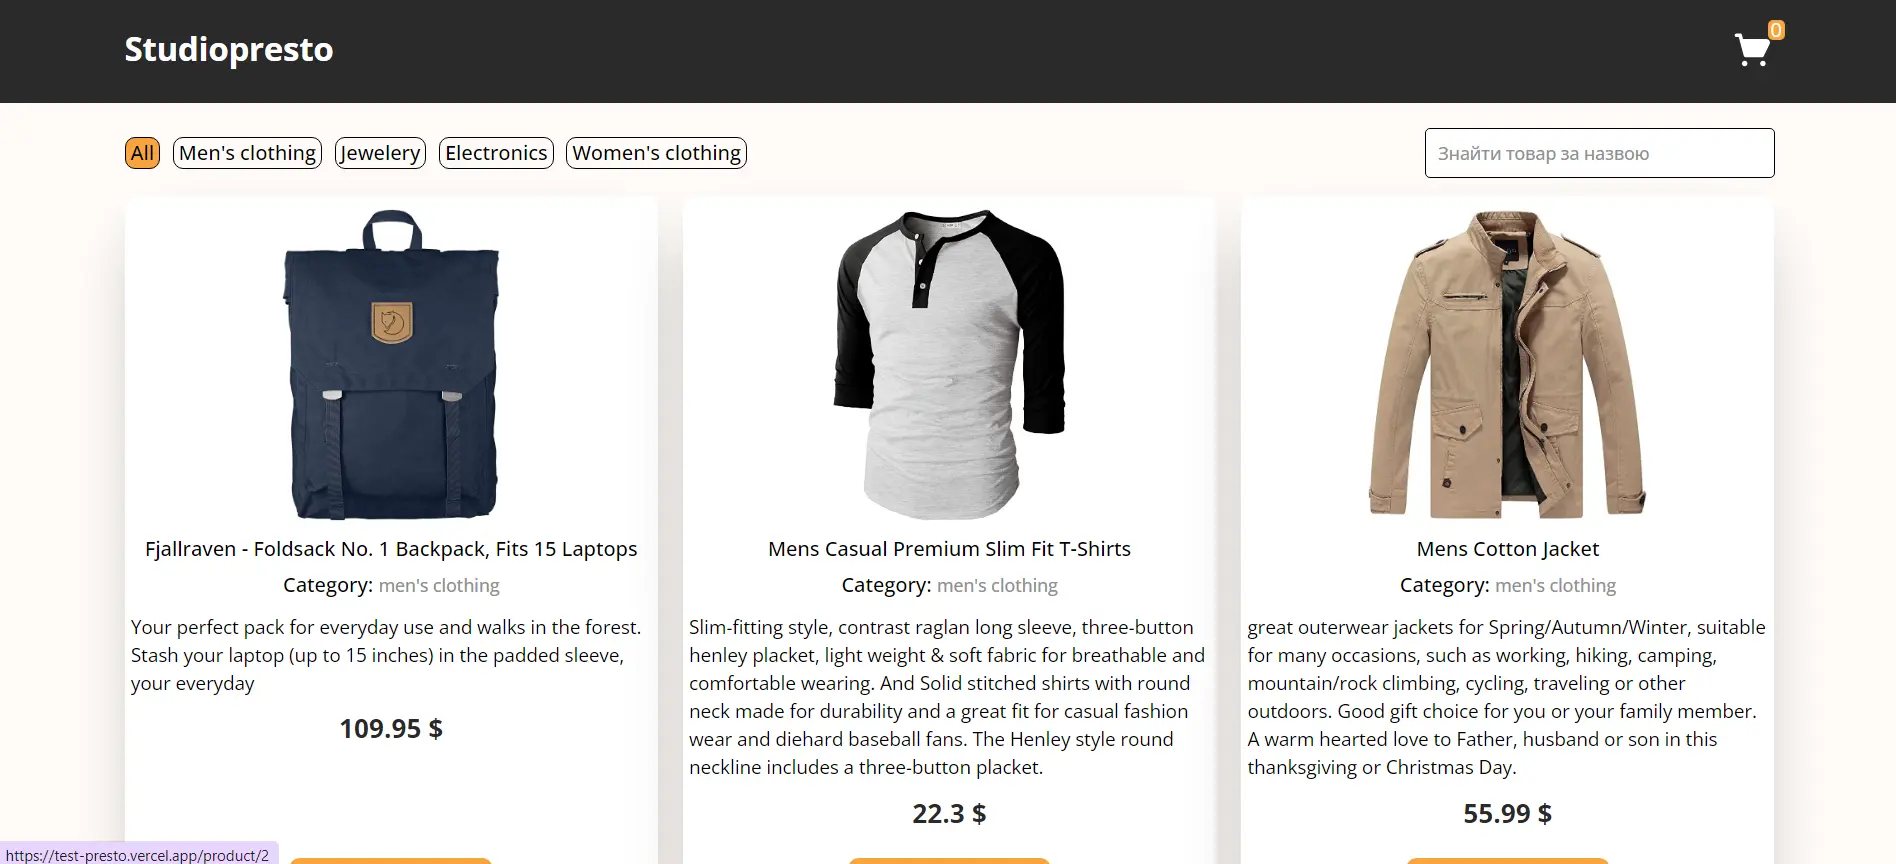 Studiopresto
0
All
Men's clothing
Jewelery
Electronics
Women's clothing
Знайти товар за назвою
Fjallraven - Foldsack No. 1 Backpack, Fits 15 Laptops
Category: men's clothing
Your perfect pack for everyday use and walks in the forest.
Stash your laptop (up to 15 inches) in the padded sleeve,
your everyday
109.95 $
Mens Casual Premium Slim Fit T-Shirts
Category: men's clothing
Slim-fitting style, contrast raglan long sleeve, three-button
henley placket, light weight & soft fabric for breathable and
comfortable wearing. And Solid stitched shirts with round
neck made for durability and a great fit for casual fashion
wear and diehard baseball fans. The Henley style round
neckline includes a three-button placket.
22.3 $
Mens Cotton Jacket
Category: men's clothing
great outerwear jackets for Spring/Autumn/Winter, suitable
for many occasions, such as working, hiking, camping,
mountain/rock climbing, cycling, traveling or other
outdoors. Good gift choice for you or your family member.
A warm hearted love to Father, husband or son in this
thanksgiving or Christmas Day.
55.99 $
https://test-presto.vercel.app/product/2